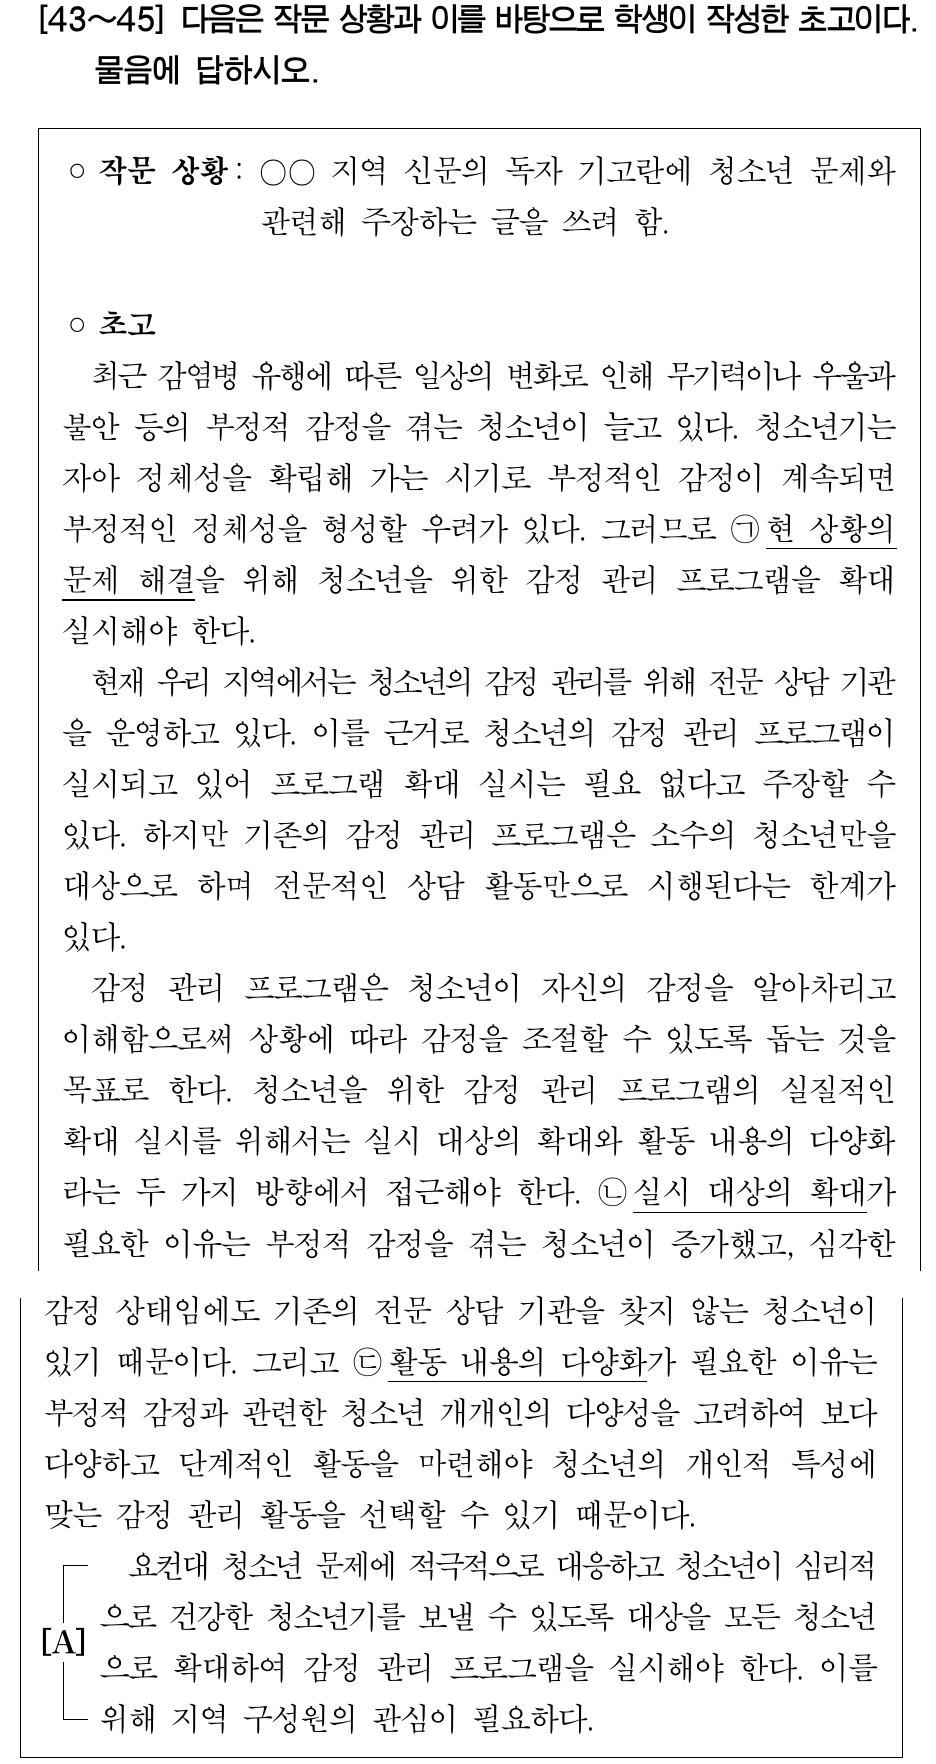 [43～45] 다음은 작문 상황과 이를 바탕으로 학생이 작성한 초고이다.
물음에 답하시오.
○ 작문 상황 : ○○ 지역 신문의 독자 기고란에 청소년 문제와
관련해 주장하는 글을 쓰려 함.
○ 초고
최근 감염병 유행에 따른 일상의 변화로 인해 무기력이나 우울과
불안 등의 부정적 감정을 겪는 청소년이 늘고 있다. 청소년기는
자아 정체성을 확립해 가는 시기로 부정적인 감정이 계속되면
부정적인 정체성을 형성할 우려가 있다. 그러므로 ㉠현 상황의
문제 해결을 위해 청소년을 위한 감정 관리 프로그램을 확대
실시해야 한다.
현재 우리 지역에서는 청소년의 감정 관리를 위해 전문 상담 기관
을 운영하고 있다. 이를 근거로 청소년의 감정 관리 프로그램이
실시되고 있어 프로그램 확대 실시는 필요 없다고 주장할 수
있다. 하지만 기존의 감정 관리 프로그램은 소수의 청소년만을
대상으로 하며 전문적인 상담 활동만으로 시행된다는 한계가
있다.
감정 관리 프로그램은 청소년이 자신의 감정을 알아차리고
이해함으로써 상황에 따라 감정을 조절할 수 있도록 돕는 것을
목표로 한다. 청소년을 위한 감정 관리 프로그램의 실질적인
확대 실시를 위해서는 실시 대상의 확대와 활동 내용의 다양화
라는 두 가지 방향에서 접근해야 한다. ㉡실시 대상의 확대가
필요한 이유는 부정적 감정을 겪는 청소년이 증가했고, 심각한
감정 상태임에도 기존의 전문 상담 기관을 찾지 않는 청소년이
있기 때문이다. 그리고 ㉢활동 내용의 다양화가 필요한 이유는
부정적 감정과 관련한 청소년 개개인의 다양성을 고려하여 보다
다양하고 단계적인 활동을 마련해야 청소년의 개인적 특성에
맞는 감정 관리 활동을 선택할 수 있기 때문이다.
요컨대 청소년 문제에 적극적으로 대응하고 청소년이 심리적
으로 건강한 청소년기를 보낼 수 있도록 대상을 모든 청소년
[A]
으로 확대하여 감정 관리 프로그램을 실시해야 한다. 이를
위해 지역 구성원의 관심이 필요하다.